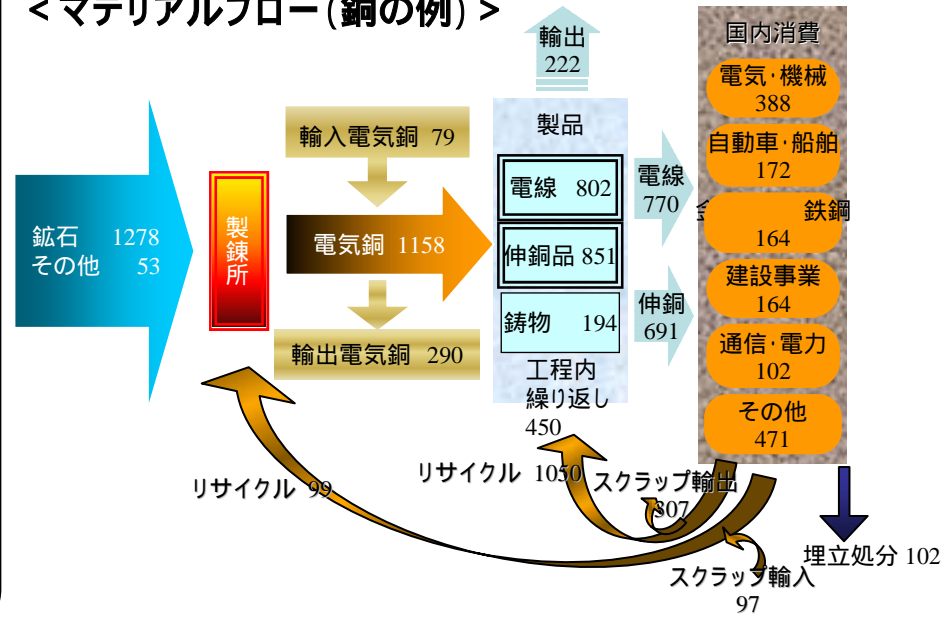 ＜マテリアルフロー(銅の例)＞
鉱石 1278
その他 53
製錬所
輸入電気銅 79
電気銅 1158
輸出電気銅 290
輸出
222
製品
電線 802
伸銅品 851
鋳物 194
工程内
繰り返し
450
電線
770
伸銅
691
国内消費
電気･機械
388
自動車･船舶
172
鉄鋼
164
建設事業
164
通信･電力
102
その他
471
リサイクル 99
リサイクル 1050
スクラップ輸出
307
スクラップ輸入
97
埋立処分 102